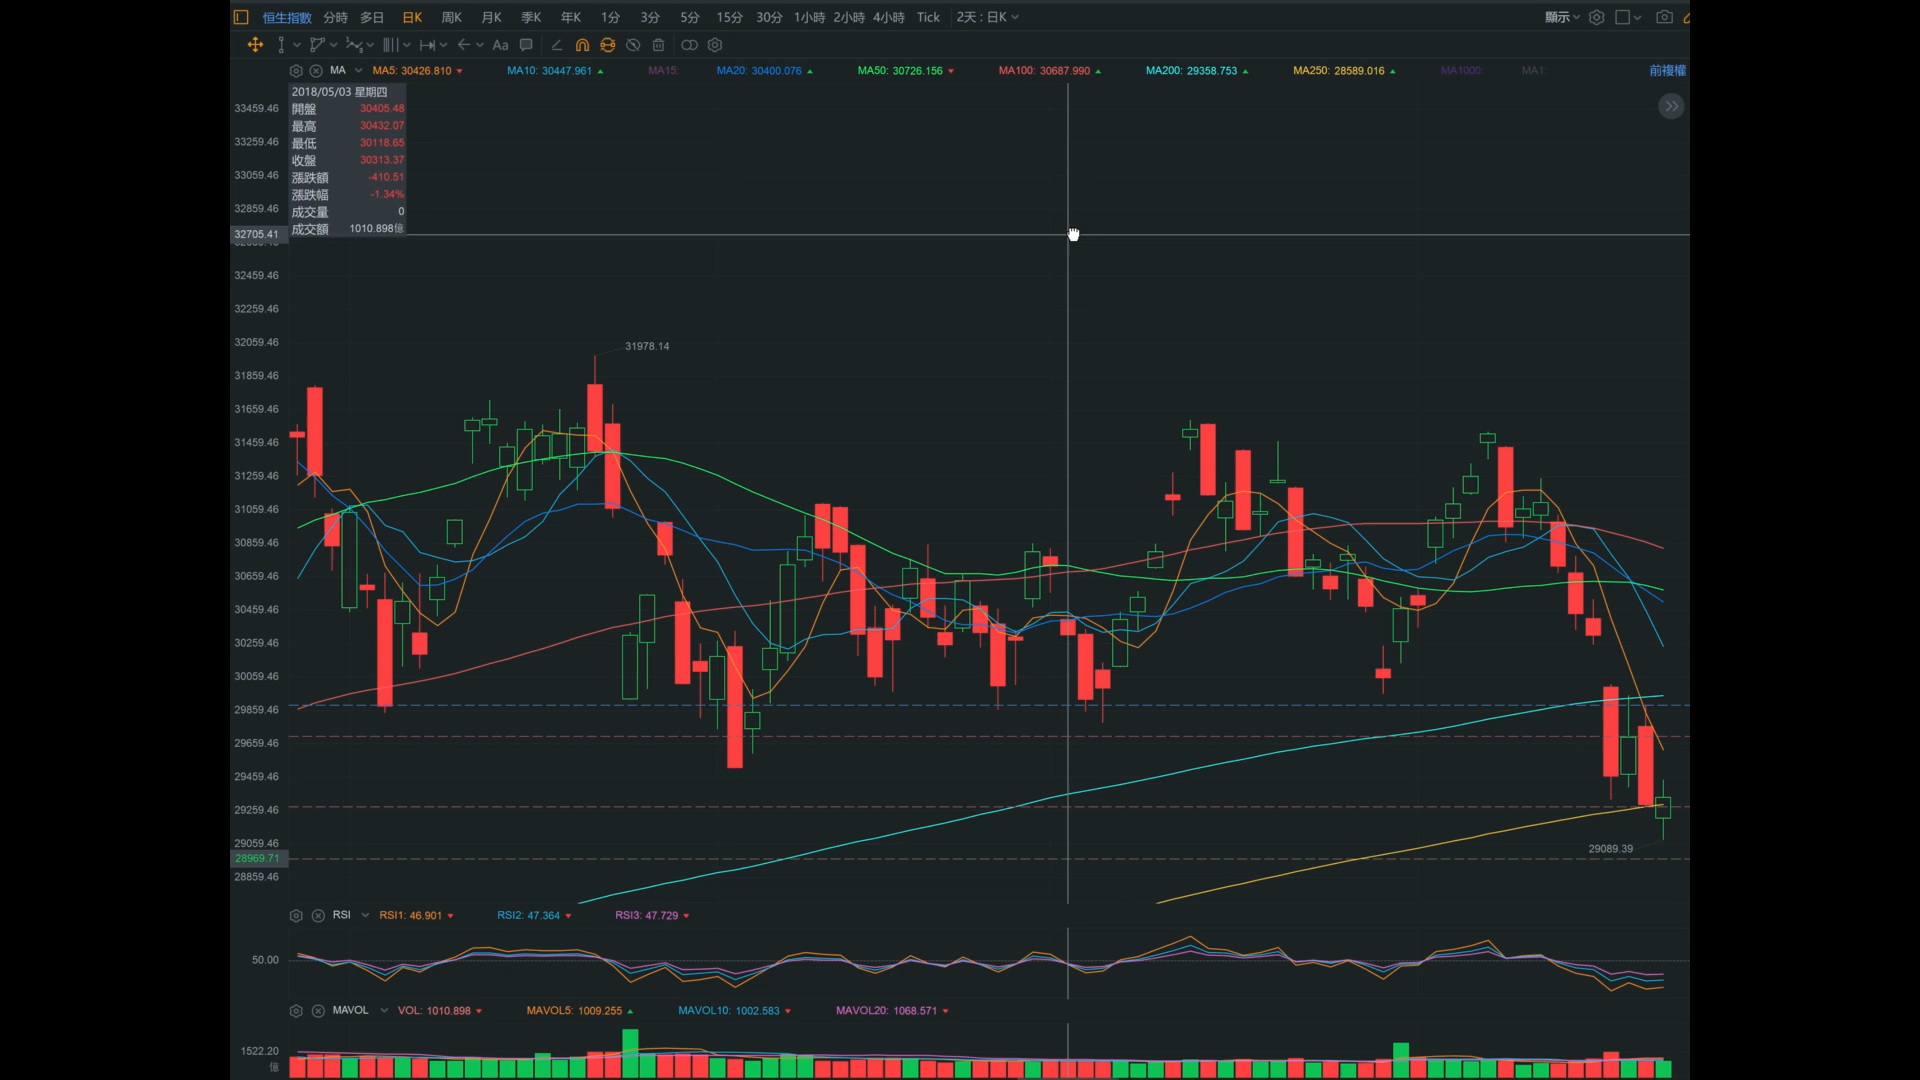 恒生指數 分時 多日 日K 周K 月K 季K 年K 1分 3分 5分 15分 30分 1小時 2小時 4小時 Tick 2天 : 日K 顯示
Aa
MA MA5: 30426.810 MA10: 30447.961 MA15: MA20: 30400.076 MA50: 30726.156 MA100: 30687.990 MA200: 29358.753 MA250: 28589.016 MA1000: MA1: 前複權
2018/05/03 星期四
開盤 30405.48
最高 30432.07
最低 30118.65
收盤 30313.37
漲跌額 -410.51
漲跌幅 -1.34%
成交量 0
成交額 1010.898億
33459.46
33259.46
33059.46
32859.46
32705.41
32459.46
32259.46
32059.46
31859.46
31659.46
31459.46
31259.46
31059.46
30859.46
30659.46
30459.46
30259.46
30059.46
29859.46
29659.46
29459.46
29259.46
29059.46
28969.71
28859.46
31978.14
29089.39
RSI RSI1: 46.901 RSI2: 47.364 RSI3: 47.729
50.00
MAVOL VOL: 1010.898 MAVOL5: 1009.255 MAVOL10: 1002.583 MAVOL20: 1068.571
1522.20
億